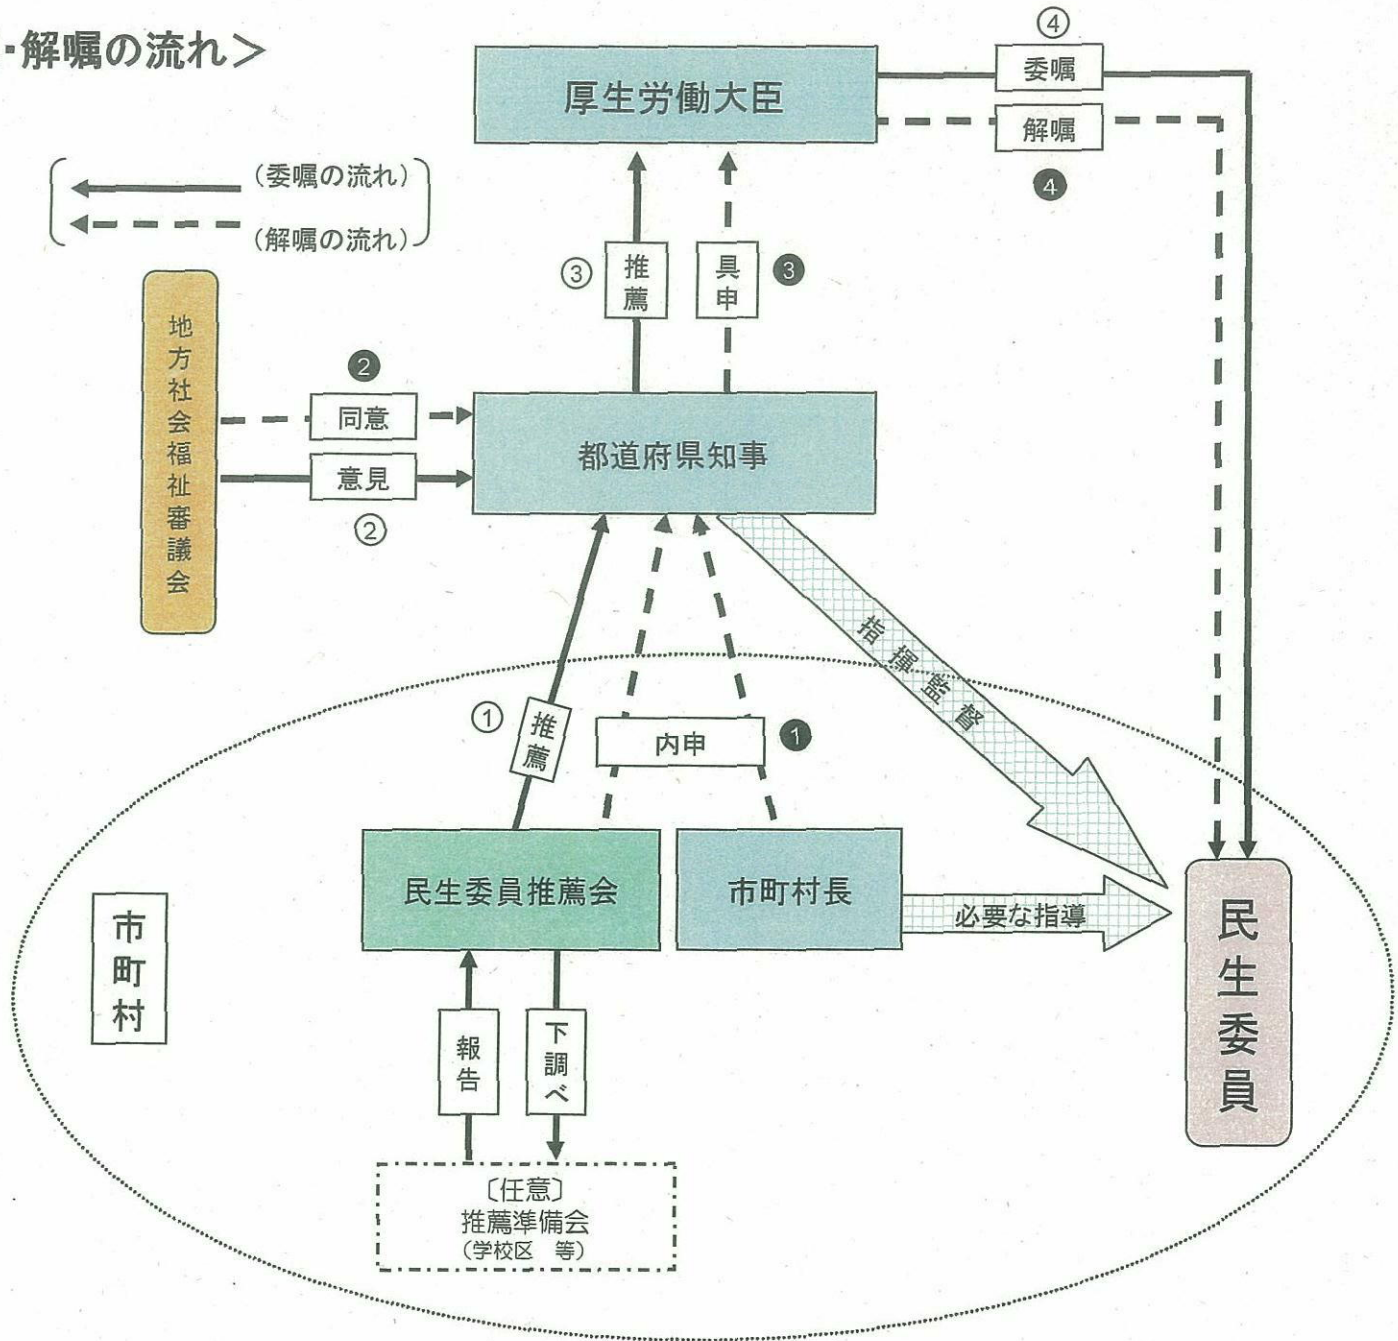 ・解嘱の流れ＞
④
厚生労働大臣
委嘱
解嘱
❹
（委嘱の流れ）
（解嘱の流れ）
③
推薦
具申
❸
地方社会福祉審議会
❷
同意
都道府県知事
意見
②
指揮監督
①
推薦
内申
❶
民生委員推薦会
市町村長
必要な指導
市町村
民生委員
報告
下調べ
〔任意〕
推薦準備会
（学校区　等）